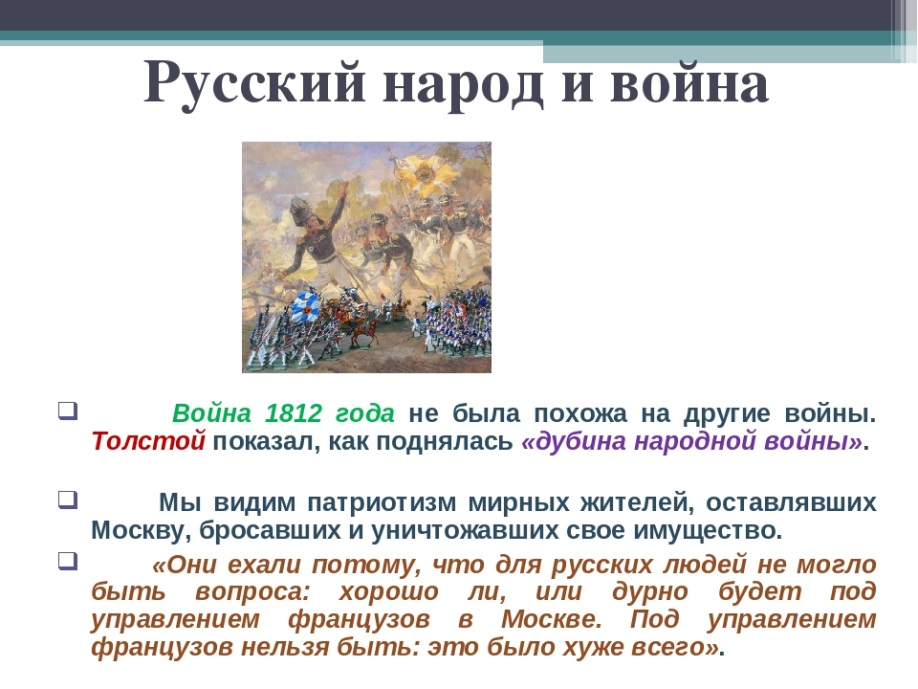 Русский народ и война
Война 1812 года не была похожа на другие войны.
Толстой показал, как поднялась «дубина народной войны».
Мы видим патриотизм мирных жителей, оставлявших
Москву, бросавших и уничтожавших свое имущество.
«Они ехали потому, что для русских людей не могло
быть вопроса: хорошо ли, или дурно будет под
управлением французов в Москве. Под управлением
французов нельзя быть: это было хуже всего».